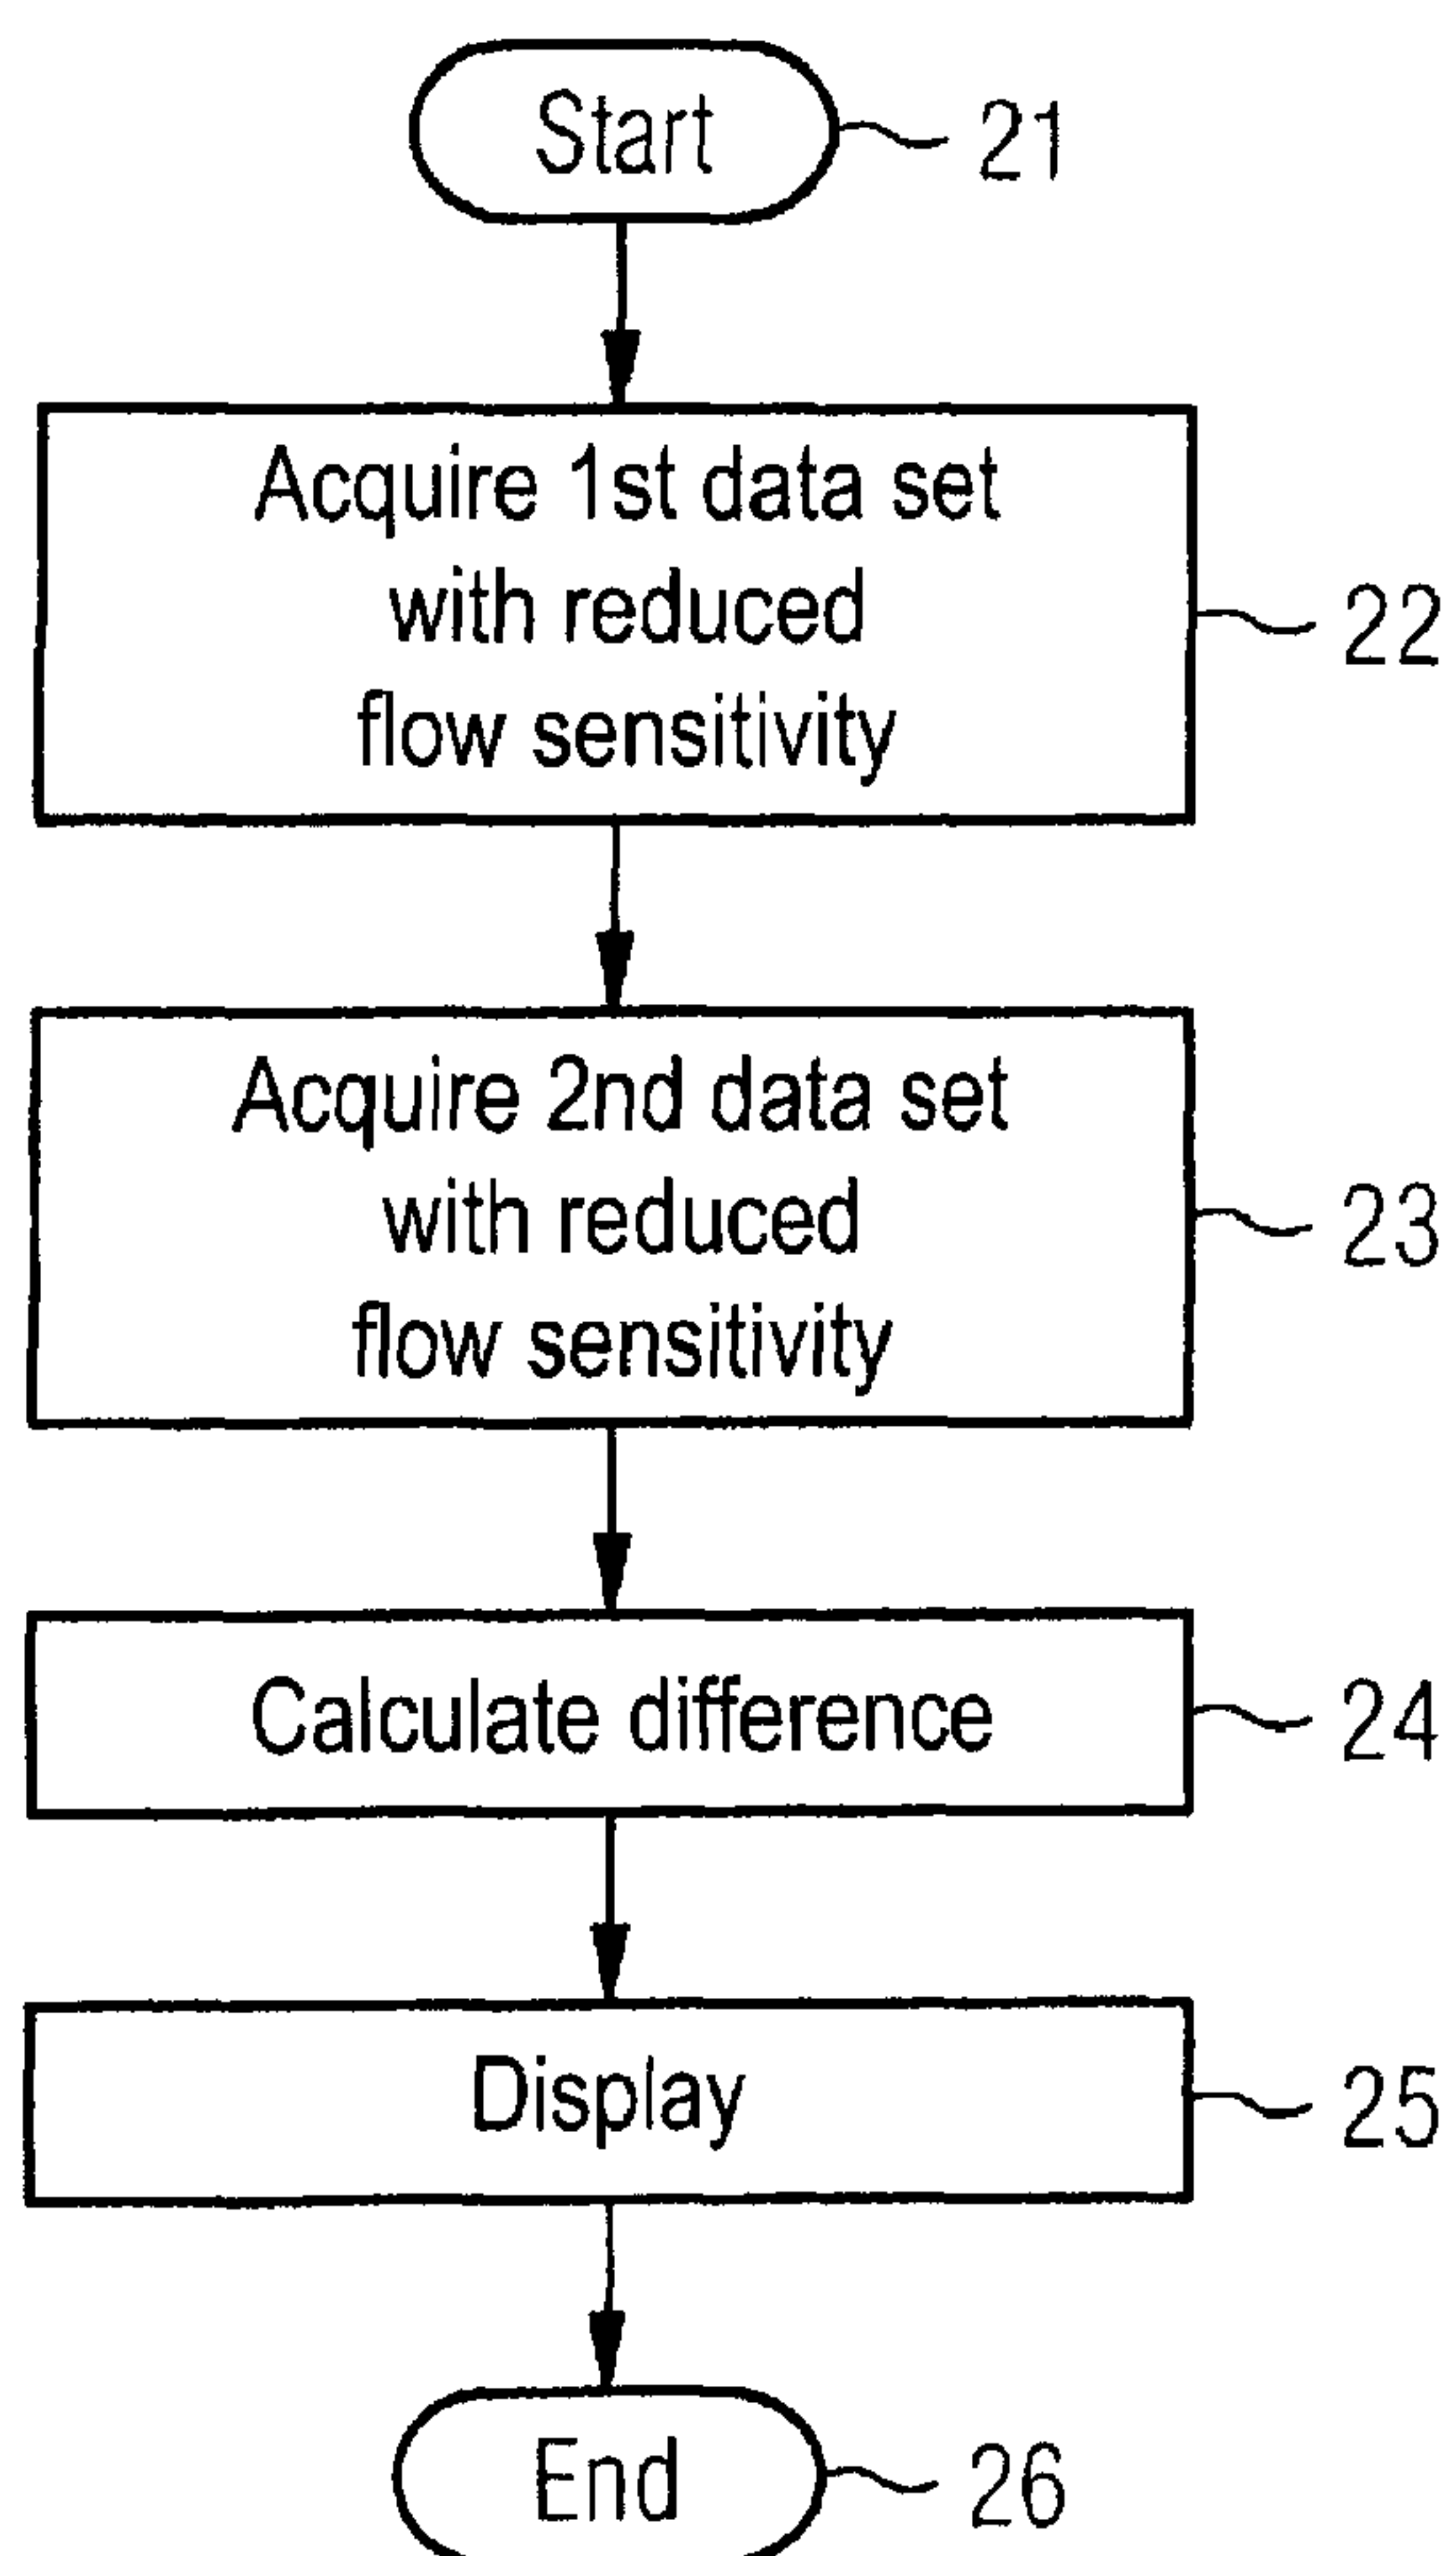 Start
21
Acquire 1st data set
with reduced
flow sensitivity
22
Acquire 2nd data set
with reduced
flow sensitivity
23
Calculate difference
24
Display
25
End
26